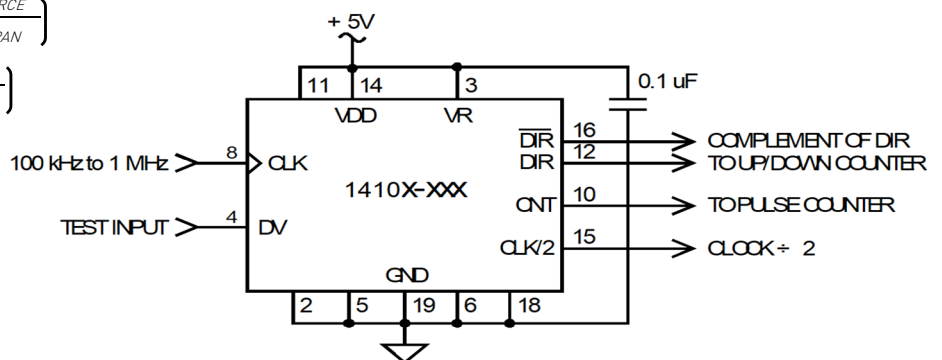 RCE
PAN
+ 5V
11 14 3 0.1 uF
VDD VR
DIR 16 COMPLEMENT OF DIR
DIR 12 TO UP/DOWN COUNTER
100 kHz to 1 MHz 8 CLK
1410X-XXX
CNT 10 TO PULSE COUNTER
TEST INPUT 4 DV
CLK/2 15 CLOCK ÷ 2
GND
2 5 19 6 18